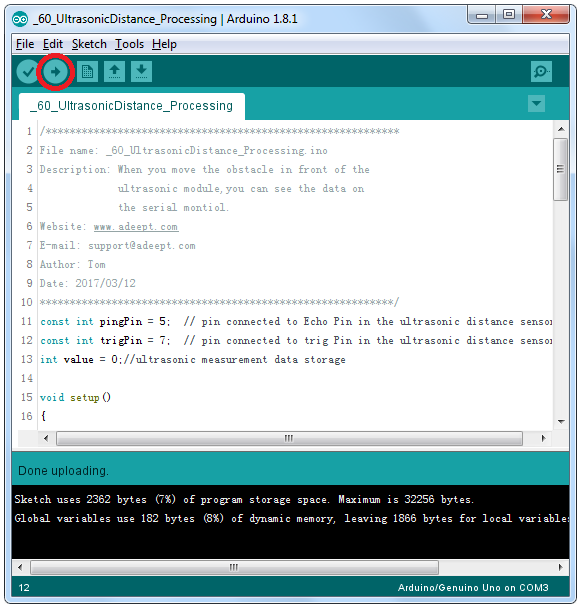 _60_UltrasonicDistance_Processing | Arduino 1.8.1
File Edit Sketch Tools Help
_60_UltrasonicDistance_Processing
1 /***********************************************************
2 File name: _60_UltrasonicDistance_Processing.ino
3 Description: When you move the obstacle in front of the
4 ultrasonic module,you can see the data on
5 the serial montiol.
6 Website: www.adeept.com
7 E-mail: support@adeept.com
8 Author: Tom
9 Date: 2017/03/12
10 ***********************************************************/
11 const int pingPin = 5; // pin connected to Echo Pin in the ultrasonic distance sensor
12 const int trigPin = 7; // pin connected to trig Pin in the ultrasonic distance sensor
13 int value = 0;//ultrasonic measurement data storage
14
15 void setup()
16 {
Done uploading.
Sketch uses 2362 bytes (7%) of program storage space. Maximum is 32256 bytes.
Global variables use 182 bytes (8%) of dynamic memory, leaving 1866 bytes for local variables
12 Arduino/Genuino Uno on COM3